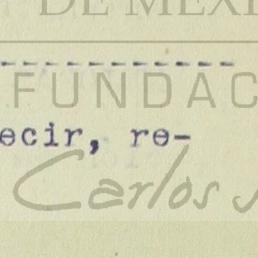 DE MEXI
-----------
FUNDAC
ecir, re-
Carlos